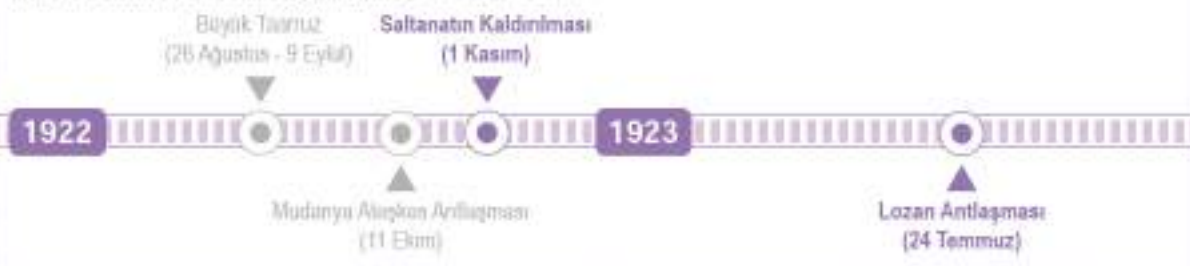 Büyük Taarruz
(26 Ağustos - 9 Eylül)
Saltanatın Kaldırılması
(1 Kasım)
1922
1923
Mudanya Ateşkes Antlaşması
(11 Ekim)
Lozan Antlaşması
(24 Temmuz)